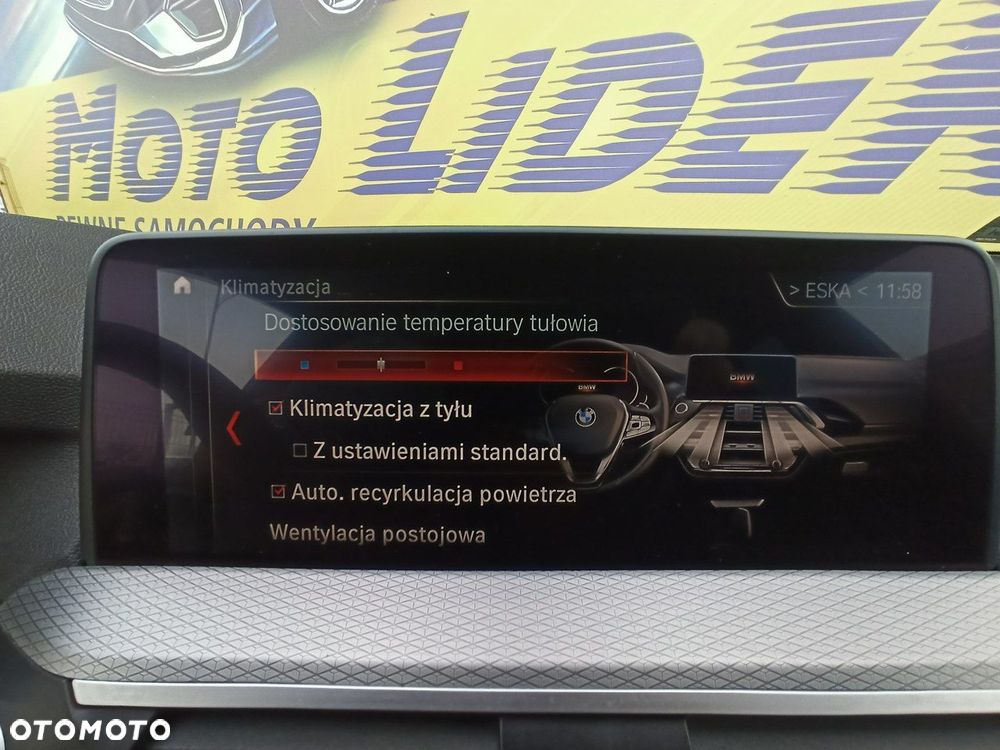 MOTO LIDER
PEWNE SAMOCHODY
Klimatyzacja
> ESKA < 11:58
Dostosowanie temperatury tułowia
BMW
BMW
Klimatyzacja z tyłu
Z ustawieniami standard.
Auto. recyrkulacja powietrza
Wentylacja postojowa
OTOMOTO